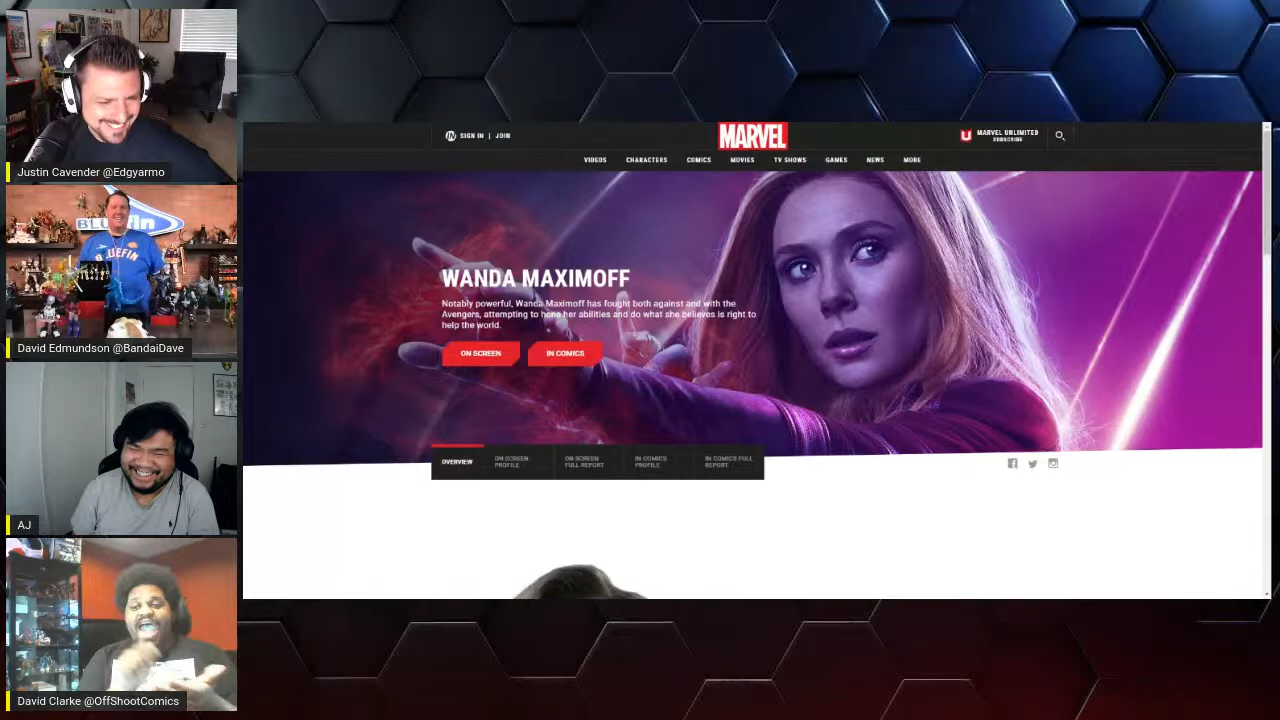 Justin Cavender @Edgyarmo
BLUEFIN
David Edmundson @BandaiDave
AJ
David Clarke @OffShootComics
SIGN IN | JOIN
MARVEL
MARVEL UNLIMITED
SUBSCRIBE
VIDEOS CHARACTERS COMICS MOVIES TV SHOWS GAMES NEWS MORE
WANDA MAXIMOFF
Notably powerful, Wanda Maximoff has fought both against and with the
Avengers, attempting to hone her abilities and do what she believes is right to
help the world.
ON SCREEN IN COMICS
OVERVIEW
ON SCREEN
PROFILE
ON SCREEN
FULL REPORT
IN COMICS
PROFILE
IN COMICS FULL
REPORT